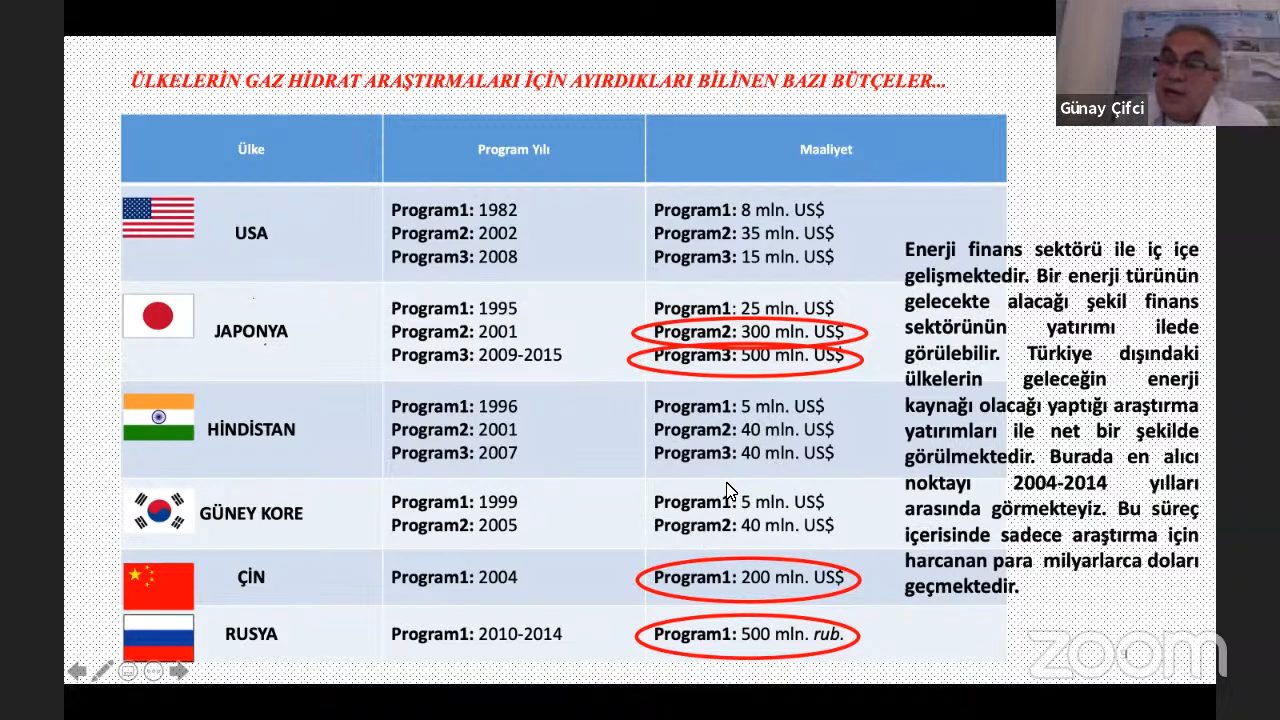 ÜLKELERİN GAZ HİDRAT ARAŞTIRMALARI İÇİN AYIRDIKLARI BİLİNEN BAZI BÜTÇELER...
Günay Çifci
Ülke
Program Yılı
Maaliyet
USA
Program1: 1982
Program2: 2002
Program3: 2008
Program1: 8 mln. US$
Program2: 35 mln. US$
Program3: 15 mln. US$
JAPONYA
Program1: 1995
Program2: 2001
Program3: 2009-2015
Program1: 25 mln. US$
Program2: 300 mln. US$
Program3: 500 mln. US$
HİNDİSTAN
Program1: 1996
Program2: 2001
Program3: 2007
Program1: 5 mln. US$
Program2: 40 mln. US$
Program3: 40 mln. US$
GÜNEY KORE
Program1: 1999
Program2: 2005
Program1: 5 mln. US$
Program2: 40 mln. US$
ÇİN
Program1: 2004
Program1: 200 mln. US$
RUSYA
Program1: 2010-2014
Program1: 500 mln. rub.
Enerji finans sektörü ile iç içe
gelişmektedir. Bir enerji türünün
gelecekte alacağı şekil finans
sektörünün yatırımı ilede
görülebilir. Türkiye dışındaki
ülkelerin geleceğin enerji
kaynağı olacağı yaptığı araştırma
yatırımları ile net bir şekilde
görülmektedir. Burada en alıcı
noktayı 2004-2014 yılları
arasında görmekteyiz. Bu süreç
içerisinde sadece araştırma için
harcanan para milyarlarca doları
geçmektedir.
zoom